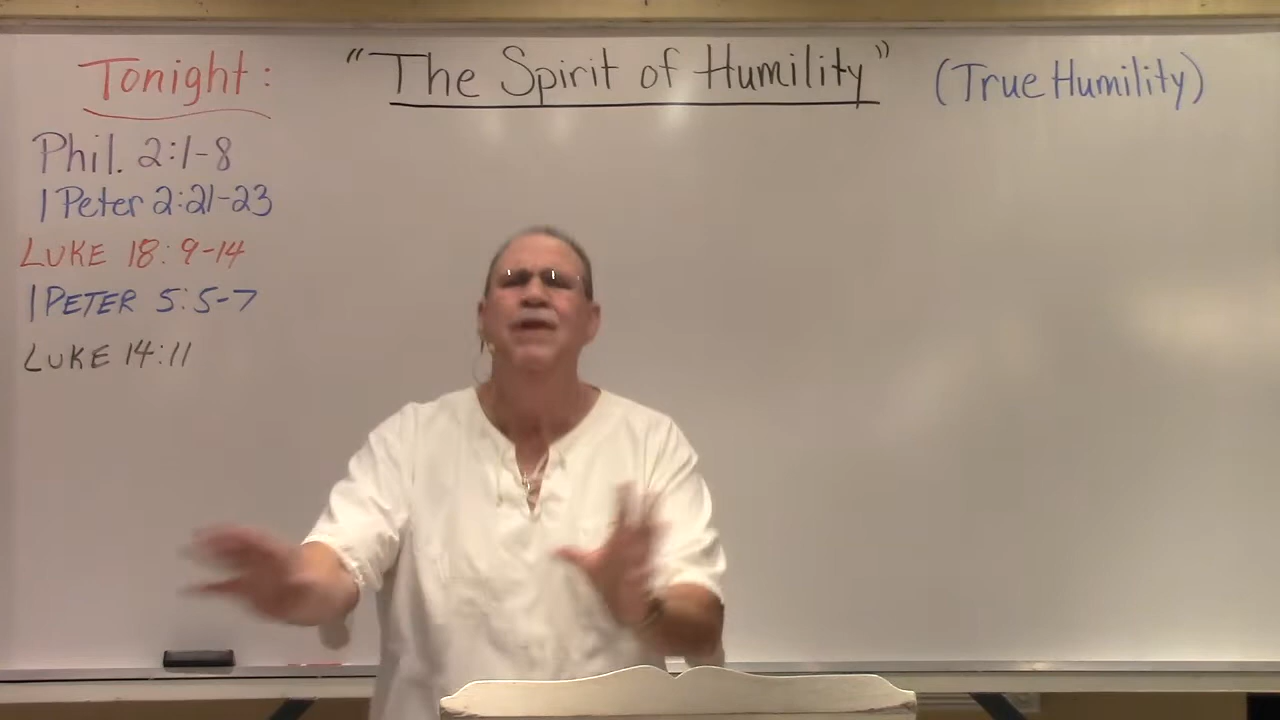 Tonight: "The Spirit of Humility" (True Humility)
Phil. 2:1-8
1 Peter 2:21-23
LUKE 18:9-14
1 PETER 5:5-7
LUKE 14:11